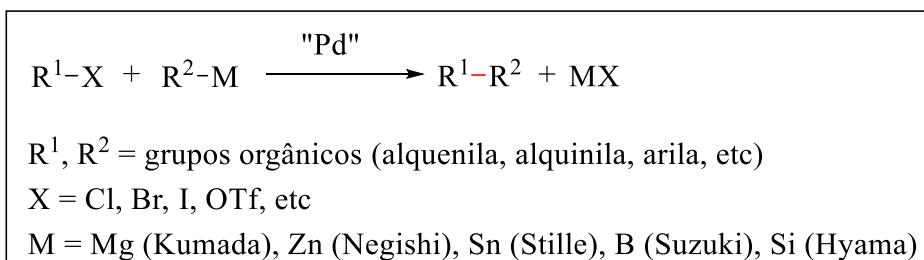 "Pd"
R¹–X + R²–M R¹–R² + MX
R¹, R² = grupos orgânicos (alquenila, alquinila, arila, etc)
X = Cl, Br, I, OTf, etc
M = Mg (Kumada), Zn (Negishi), Sn (Stille), B (Suzuki), Si (Hyama)